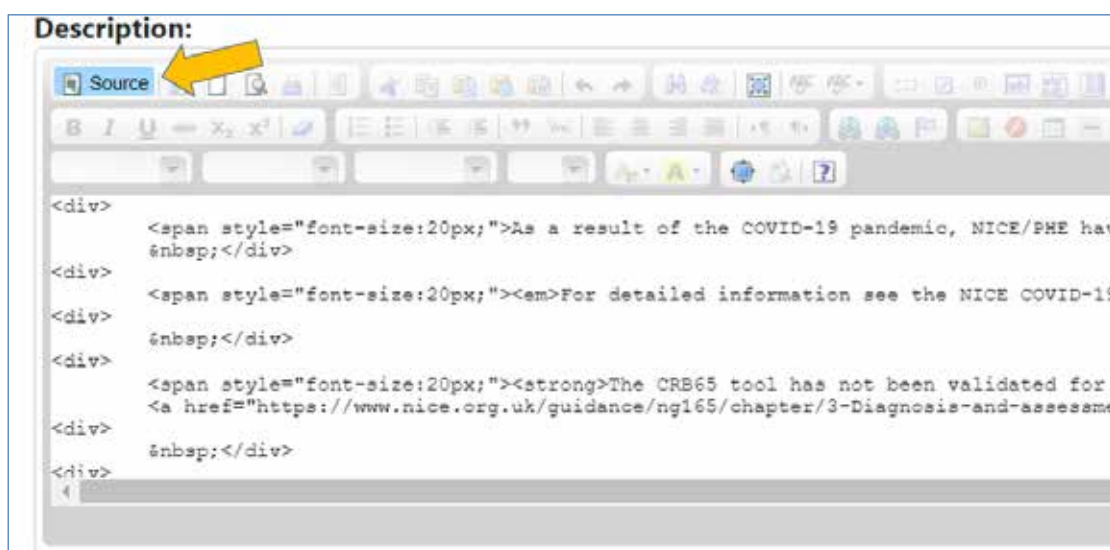 Description:
Source
<div>
<span style="font-size:20px;">As a result of the COVID-19 pandemic, NICE/PHE hav
&nbsp;</div>
<div>
<span style="font-size:20px;"><em>For detailed information see the NICE COVID-19
<div>
&nbsp;</div>
<div>
<span style="font-size:20px;"><strong>The CRB65 tool has not been validated for
<a href="https://www.nice.org.uk/guidance/ng165/chapter/3-Diagnosis-and-assessme
<div>
&nbsp;</div>
<div>